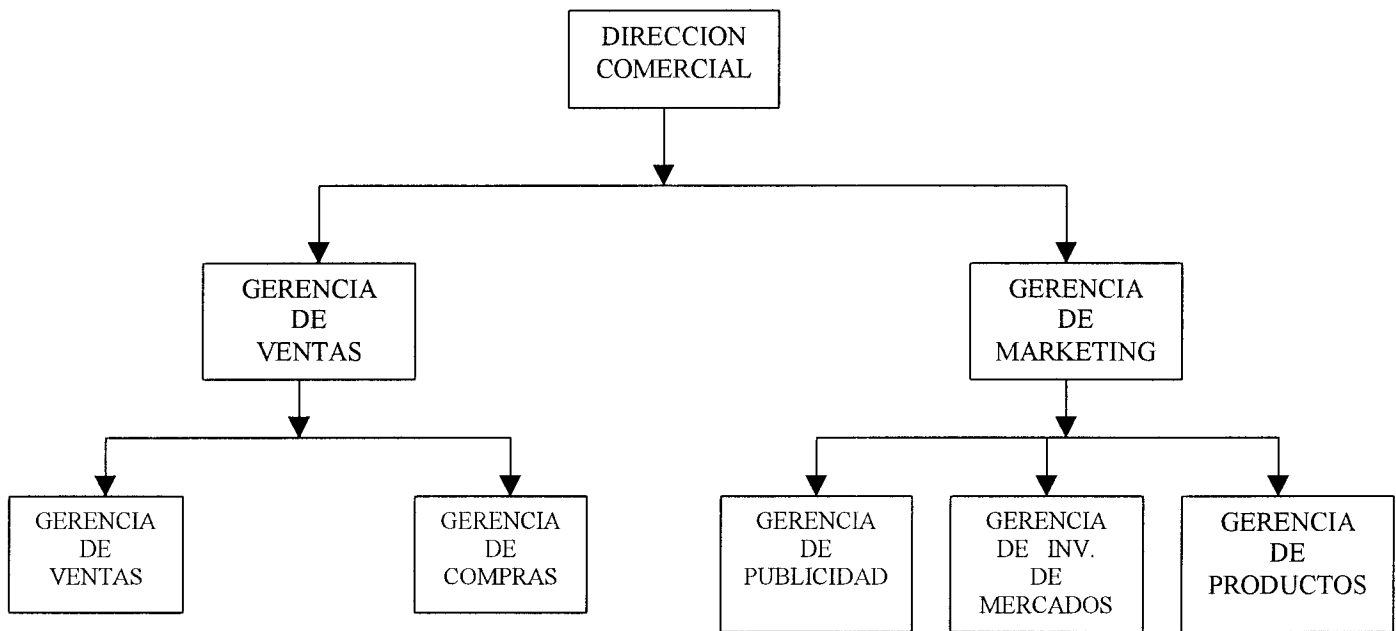 DIRECCION
COMERCIAL
GERENCIA
DE
VENTAS
GERENCIA
DE
MARKETING
GERENCIA
DE
VENTAS
GERENCIA
DE
COMPRAS
GERENCIA
DE
PUBLICIDAD
GERENCIA
DE INV.
DE
MERCADOS
GERENCIA
DE
PRODUCTOS